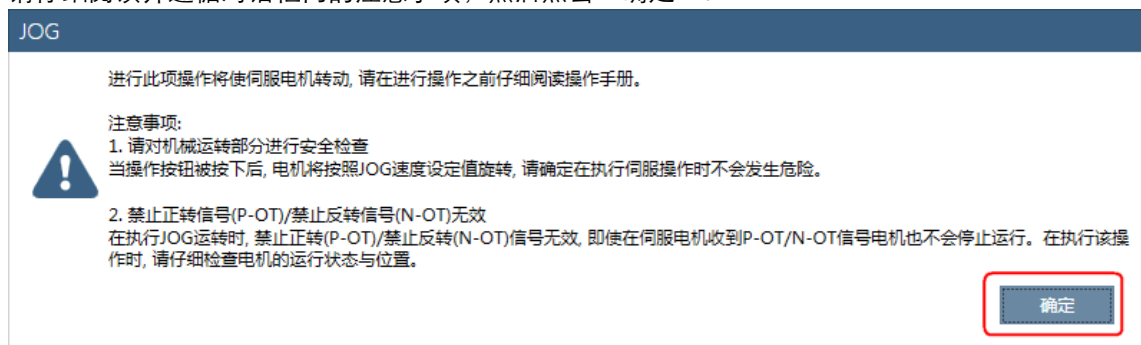 JOG
进行此项操作将使伺服电机转动, 请在进行操作之前仔细阅读操作手册。
注意事项:
1. 请对机械运转部分进行安全检查
当操作按钮被按下后, 电机将按照JOG速度设定值旋转, 请确定在执行伺服操作时不会发生危险。
2. 禁止正转信号(P-OT)/禁止反转信号(N-OT)无效
在执行JOG运转时, 禁止正转(P-OT)/禁止反转(N-OT)信号无效, 即使在伺服电机收到P-OT/N-OT信号电机也不会停止运行。在执行该操
作时, 请仔细检查电机的运行状态与位置。
确定